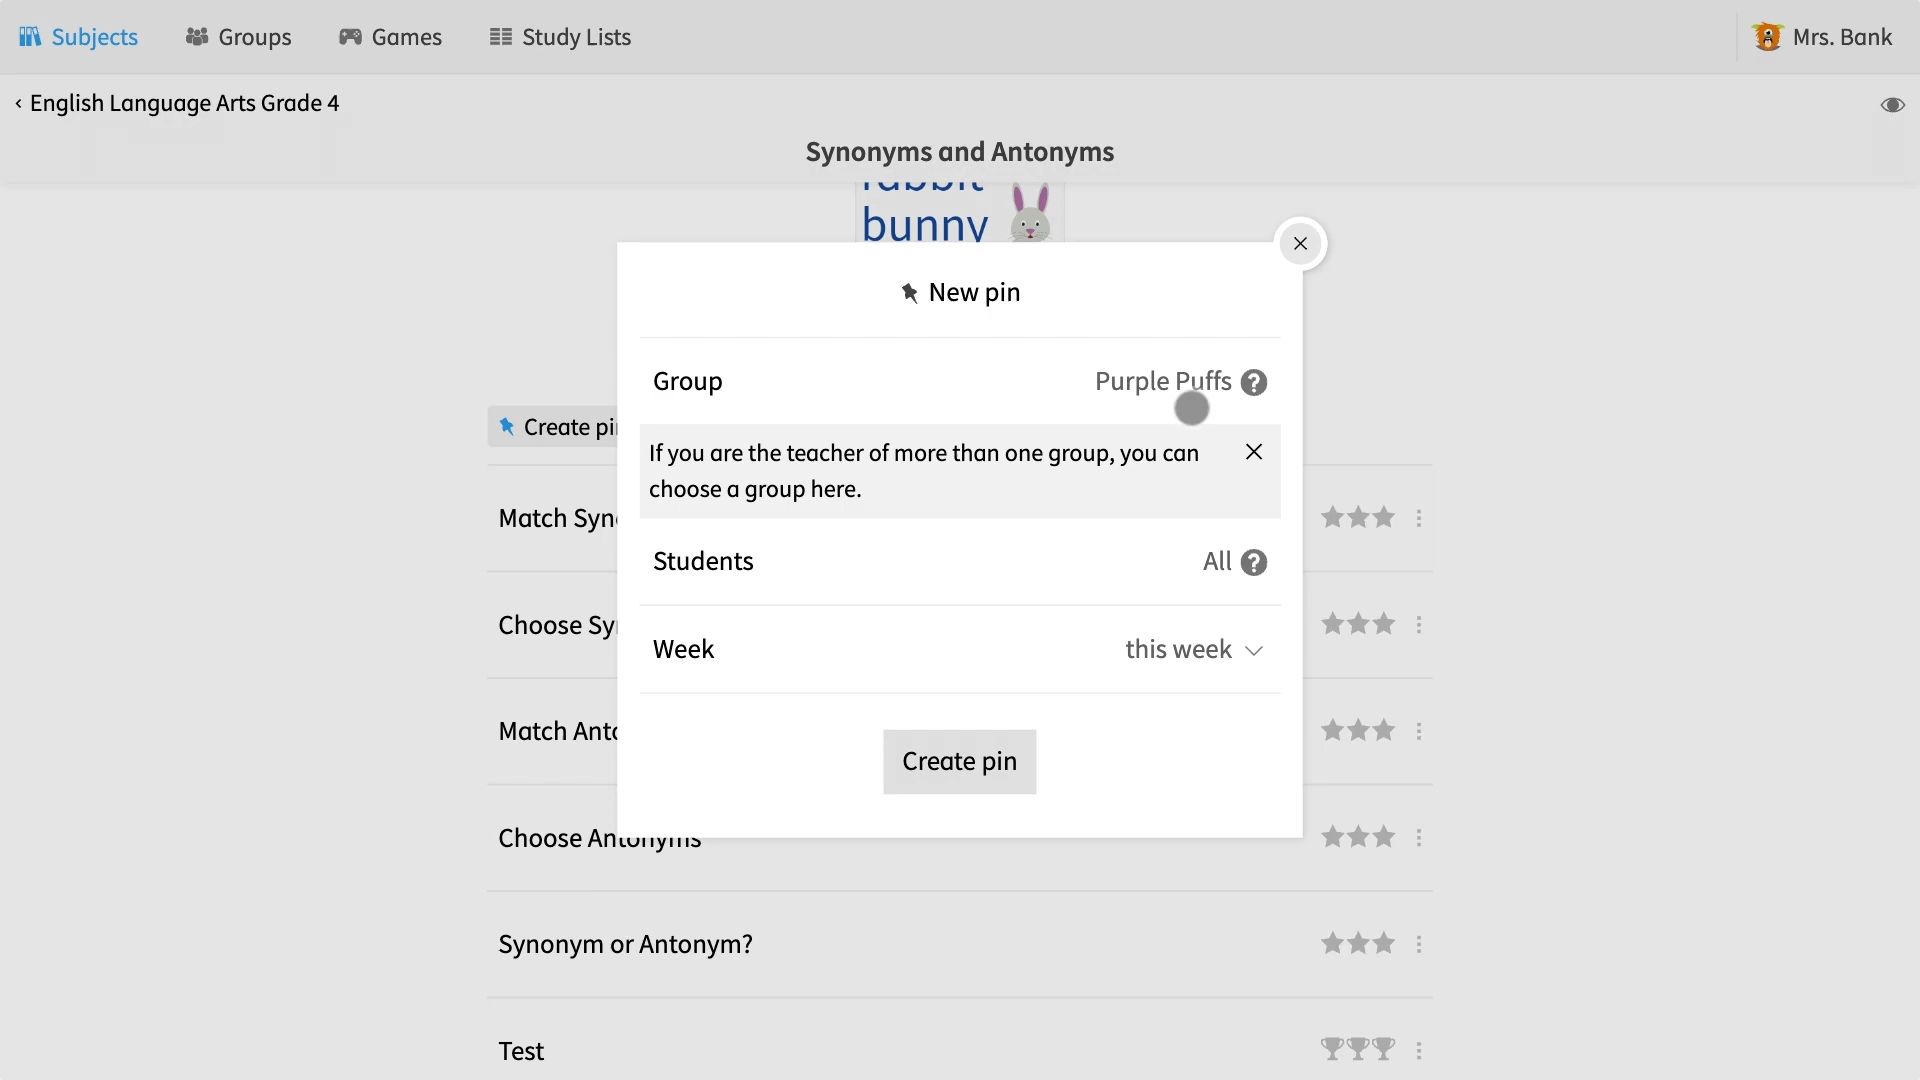 Subjects
Groups
Games
Study Lists
Mrs. Bank
‹ English Language Arts Grade 4
Synonyms and Antonyms
rabbit
bunny
New pin
Group
Purple Puffs
Create pi
If you are the teacher of more than one group, you can
choose a group here.
Match Syn
Students
All
Choose Sy
Week
this week
Match Anto
Create pin
Choose Antonyms
Synonym or Antonym?
Test